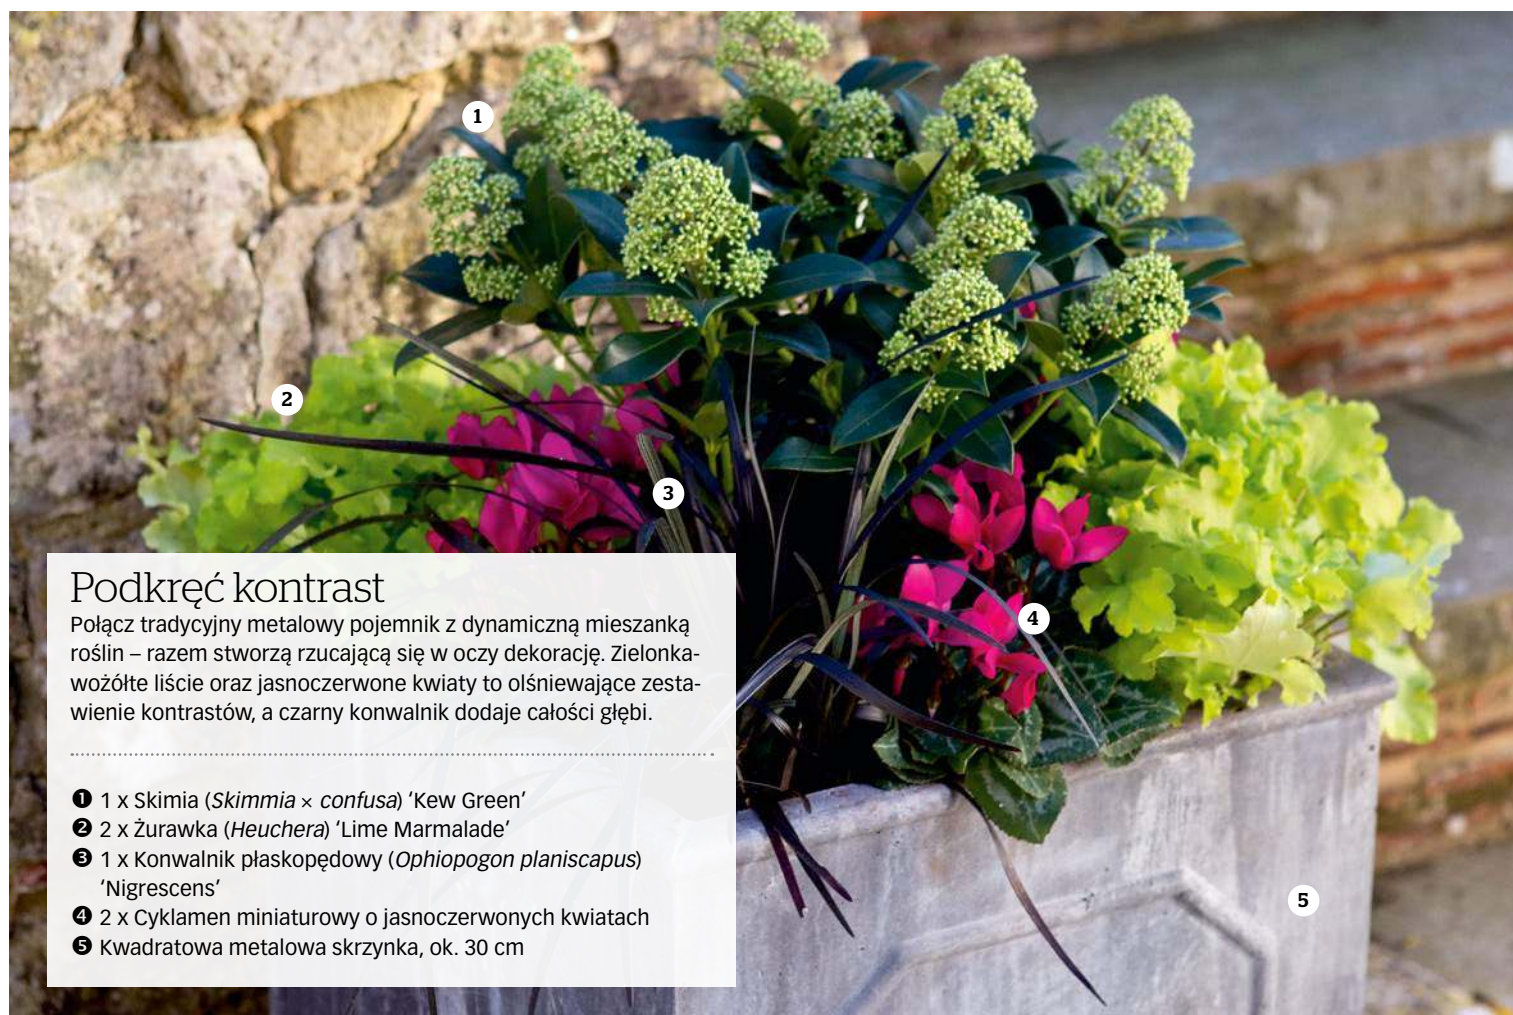 1
2
3
4
5
Podkręć kontrast
Połącz tradycyjny metalowy pojemnik z dynamiczną mieszanką
roślin – razem stworzą rzucającą się w oczy dekorację. Zielonka-
wożółte liście oraz jasnoczerwone kwiaty to olśniewające zesta-
wienie kontrastów, a czarny konwalnik dodaje całości głębi.
❶ 1 x Skimia (Skimmia × confusa) ‘Kew Green’
❷ 2 x Żurawka (Heuchera) ‘Lime Marmalade’
❸ 1 x Konwalnik płaskopędowy (Ophiopogon planiscapus)
‘Nigrescens’
❹ 2 x Cyklamen miniaturowy o jasnoczerwonych kwiatach
❺ Kwadratowa metalowa skrzynka, ok. 30 cm